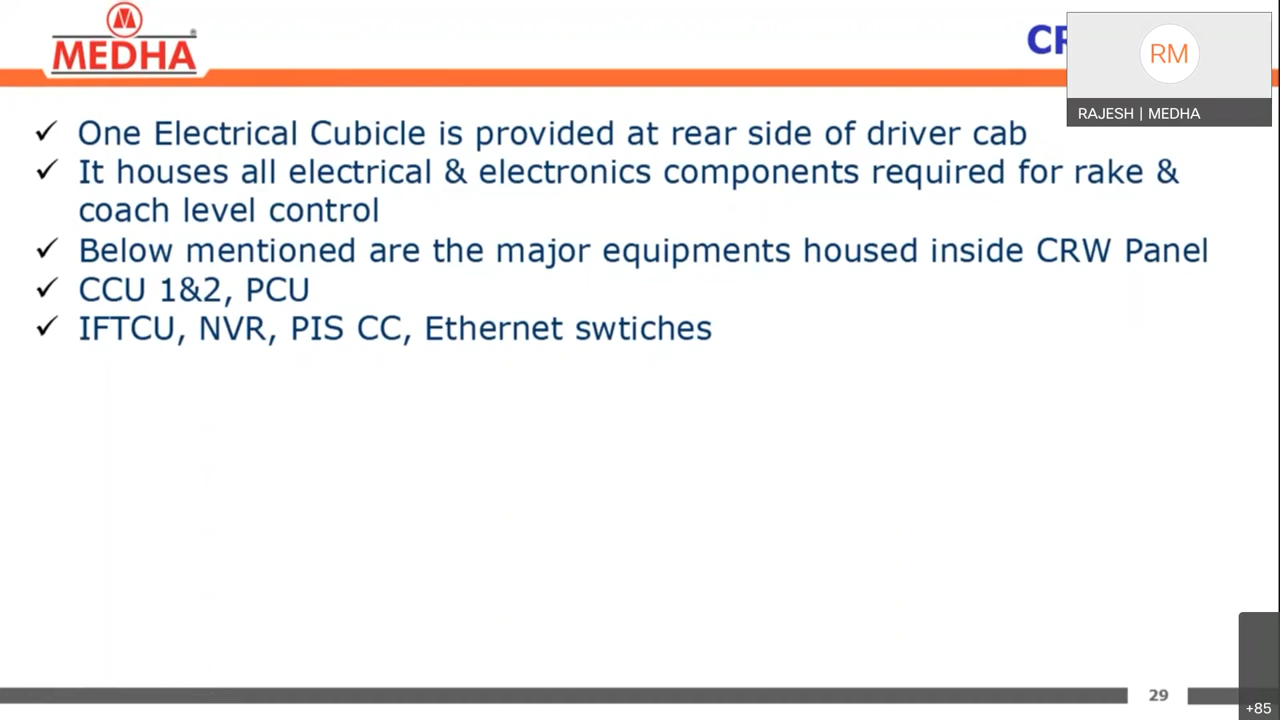 MEDHA
RM
RAJESH | MEDHA
✓ One Electrical Cubicle is provided at rear side of driver cab
✓ It houses all electrical & electronics components required for rake &
coach level control
✓ Below mentioned are the major equipments housed inside CRW Panel
✓ CCU 1&2, PCU
✓ IFTCU, NVR, PIS CC, Ethernet swtiches
29
+85